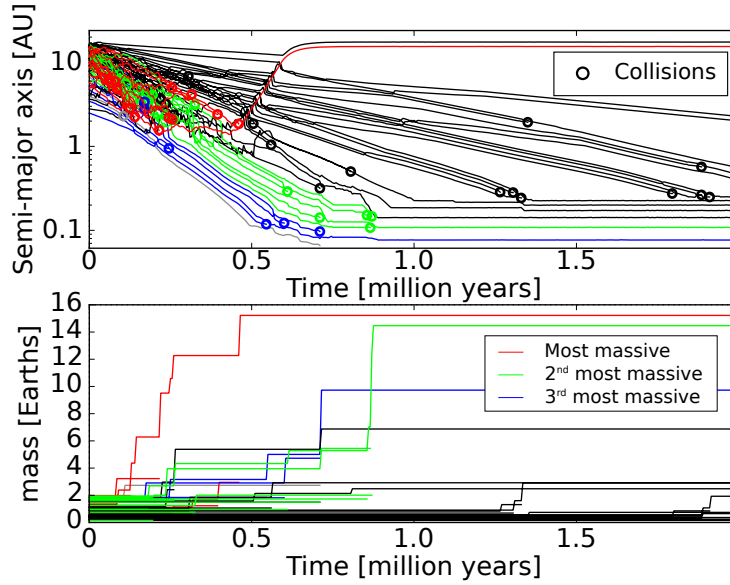 Semi-major axis [AU]
10
1
0.1
Collisions
0
0.5
1.0
1.5
Time [million years]
mass [Earths]
16
14
12
10
8
6
4
2
0
Most massive
2nd most massive
3rd most massive
0
0.5
1.0
1.5
Time [million years]